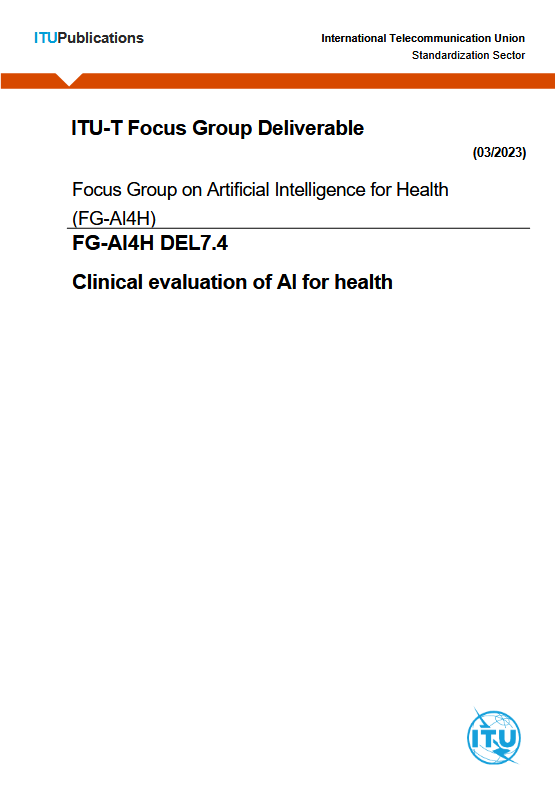 ITUPublications
International Telecommunication Union
Standardization Sector
ITU-T Focus Group Deliverable
(03/2023)
Focus Group on Artificial Intelligence for Health
(FG-AI4H)
FG-AI4H DEL7.4
Clinical evaluation of AI for health
ITU